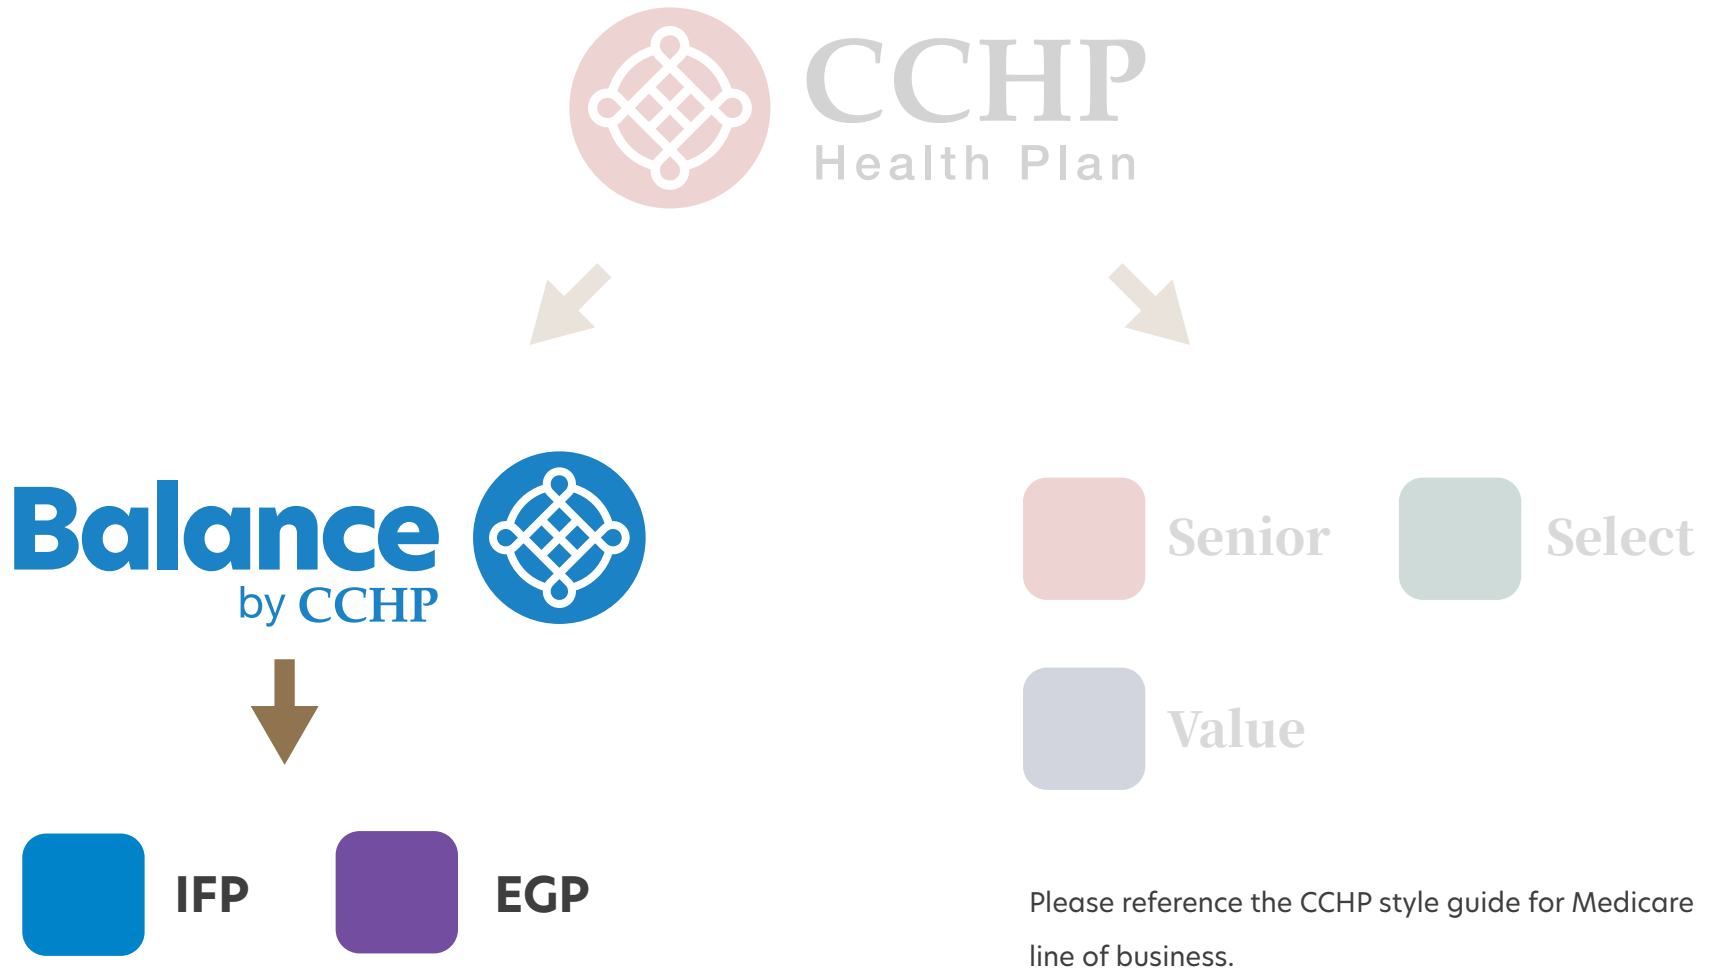 CCHP
Health Plan
Balance
by CCHP
Senior
Select
Value
IFP
EGP
Please reference the CCHP style guide for Medicare
line of business.